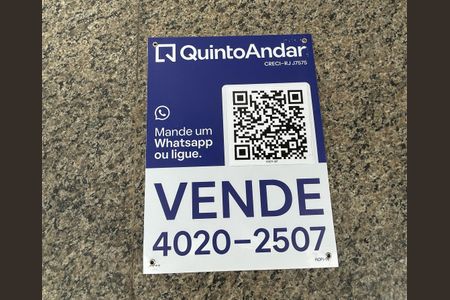 QuintoAndar
CRECI-RJ J7575
Mande um
Whatsapp
ou ligue.
VENDE
4020-2507